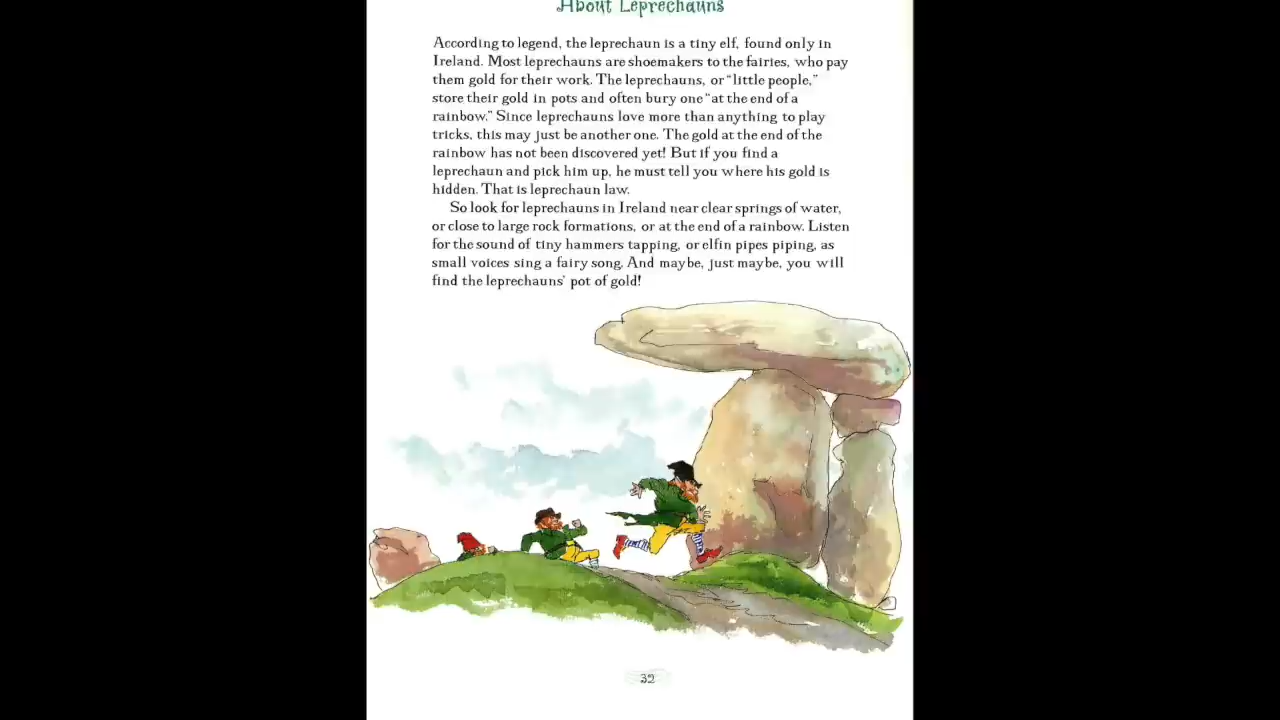 About Leprechauns
According to legend, the leprechaun is a tiny elf, found only in
Ireland. Most leprechauns are shoemakers to the fairies, who pay
them gold for their work. The leprechauns, or "little people,"
store their gold in pots and often bury one "at the end of a
rainbow." Since leprechauns love more than anything to play
tricks, this may just be another one. The gold at the end of the
rainbow has not been discovered yet! But if you find a
leprechaun and pick him up, he must tell you where his gold is
hidden. That is leprechaun law.
So look for leprechauns in Ireland near clear springs of water,
or close to large rock formations, or at the end of a rainbow. Listen
for the sound of tiny hammers tapping, or elfin pipes piping, as
small voices sing a fairy song. And maybe, just maybe, you will
find the leprechauns' pot of gold!
32